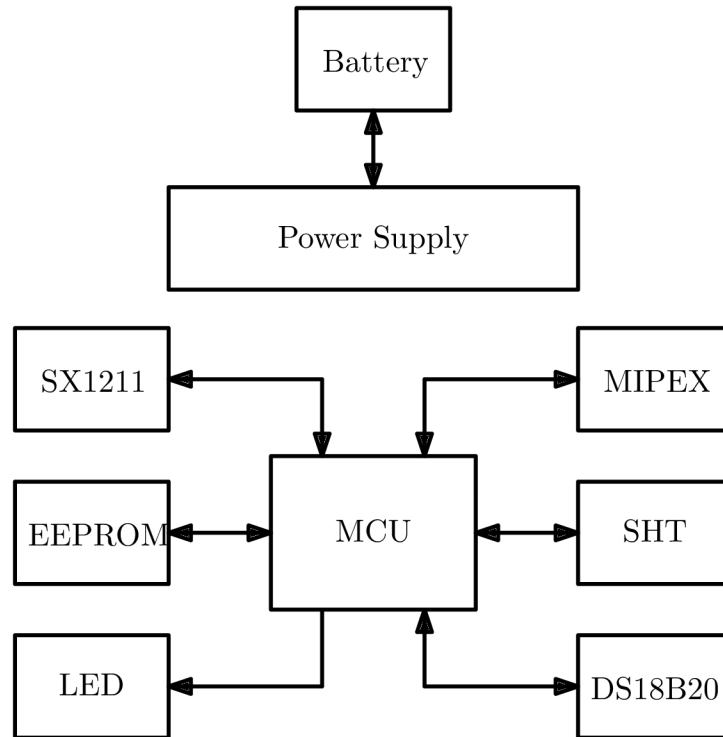 Battery
Power Supply
SX1211
MIPEX
EEPROM
MCU
SHT
LED
DS18B20